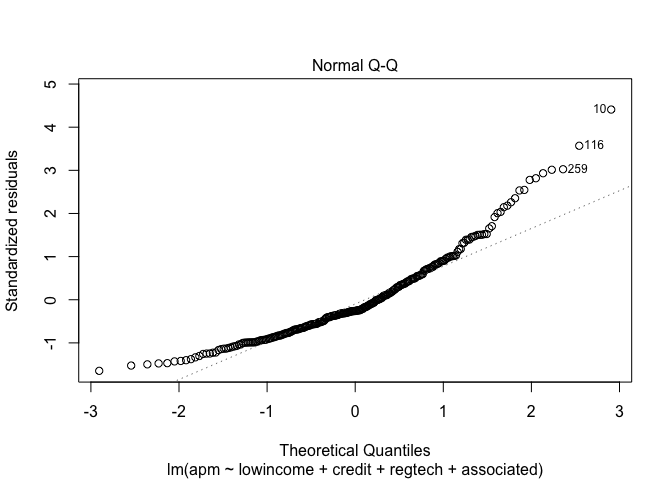 Normal Q-Q
Standardized residuals
5
4
3
2
1
0
-1
10
116
259
-3 -2 -1 0 1 2 3
Theoretical Quantiles
lm(apm ~ lowincome + credit + regtech + associated)